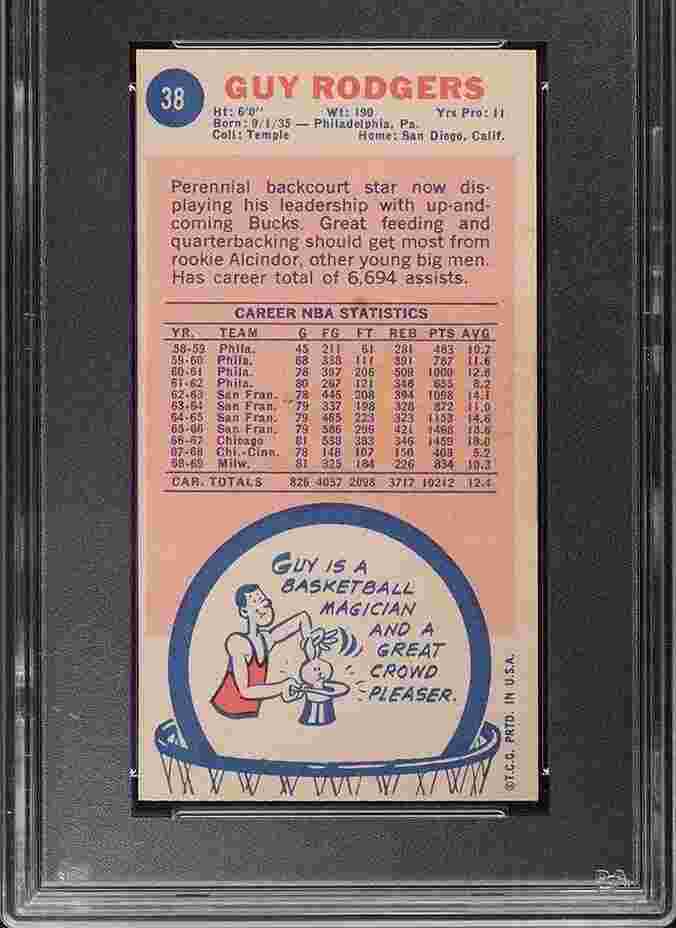 38
GUY RODGERS
Ht: 6'0" Wt: 190 Yrs Pro: 11
Born: 9/1/35 — Philadelphia, Pa.
Coll: Temple Home: San Diego, Calif.
Perennial backcourt star now dis-
playing his leadership with up-and-
coming Bucks. Great feeding and
quarterbacking should get most from
rookie Alcindor, other young big men.
Has career total of 6,694 assists.
CAREER NBA STATISTICS
YR. TEAM G FG FT REB PTS AVG
58-59 Phila. 45 211 61 281 483 10.7
59-60 Phila. 68 338 111 391 787 11.6
60-61 Phila. 78 397 206 509 1000 12.8
61-62 Phila. 80 267 121 348 655 8.2
62-63 San Fran. 78 445 208 394 1098 14.1
63-64 San Fran. 79 337 198 328 872 11.0
64-65 San Fran. 79 465 223 323 1153 14.6
65-66 San Fran. 79 586 296 421 1468 18.6
66-67 Chicago 81 538 383 346 1459 18.0
67-68 Chi.-Cinn. 78 148 107 150 403 5.2
68-69 Milw. 81 325 184 226 834 10.3
CAR. TOTALS 826 4057 2098 3717 10212 12.4
GUY IS A
BASKETBALL
MAGICIAN
AND A
GREAT
CROWD
PLEASER.
©T.C.G. PRTD. IN U.S.A.